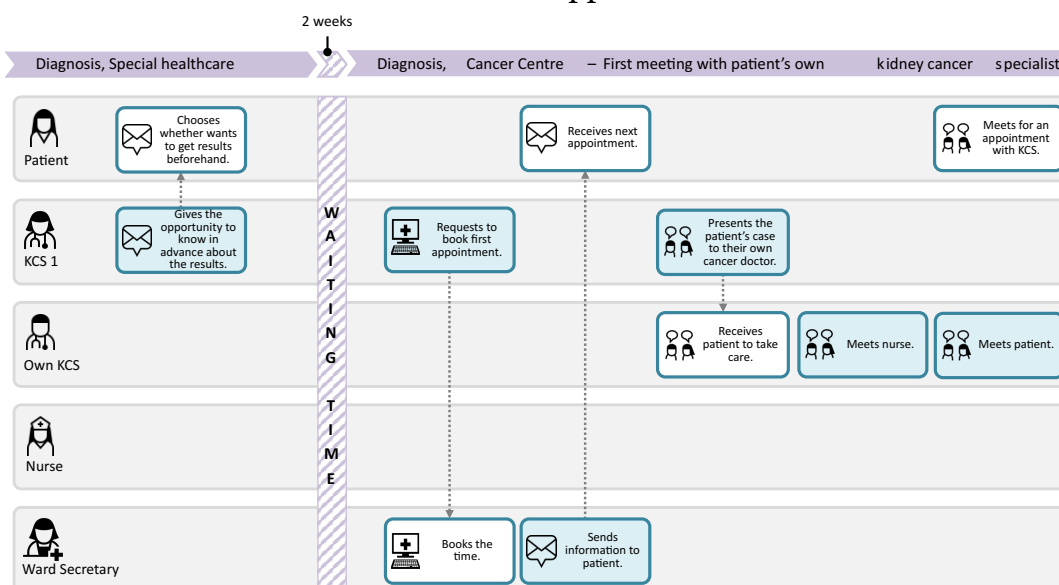 2 weeks
Diagnosis, Special healthcare
Diagnosis, Cancer Centre – First meeting with patient's own kidney cancer specialist
Patient
Chooses
whether wants
to get results
beforehand.
Receives next
appointment.
Meets for an
appointment
with KCS.
KCS 1
Gives the
opportunity to
know in
advance about
the results.
Requests to
book first
appointment.
Presents the
patient's case
to their own
cancer doctor.
WAITING TIME
Own KCS
Receives
patient to take
care.
Meets nurse.
Meets patient.
Nurse
Ward Secretary
Books the
time.
Sends
information to
patient.